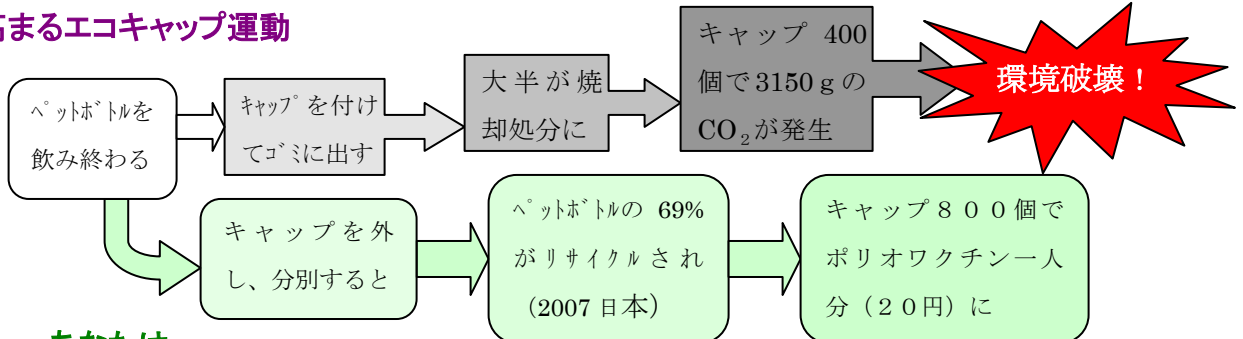 まるエコキャップ運動
ﾍﾟｯﾄﾎﾞﾄﾙを
飲み終わる
ｷｬｯﾌﾟを付け
てｺﾞﾐに出す
大半が焼
却処分に
キャップ 400
個で3150ｇの
CO₂が発生
環境破壊！
キャップを外
し、分別すると
ﾍﾟｯﾄﾎﾞﾄﾙの 69%
がﾘｻｲｸﾙされ
（2007 日本）
キャップ８００個で
ポリオワクチン一人
分（２０円）に